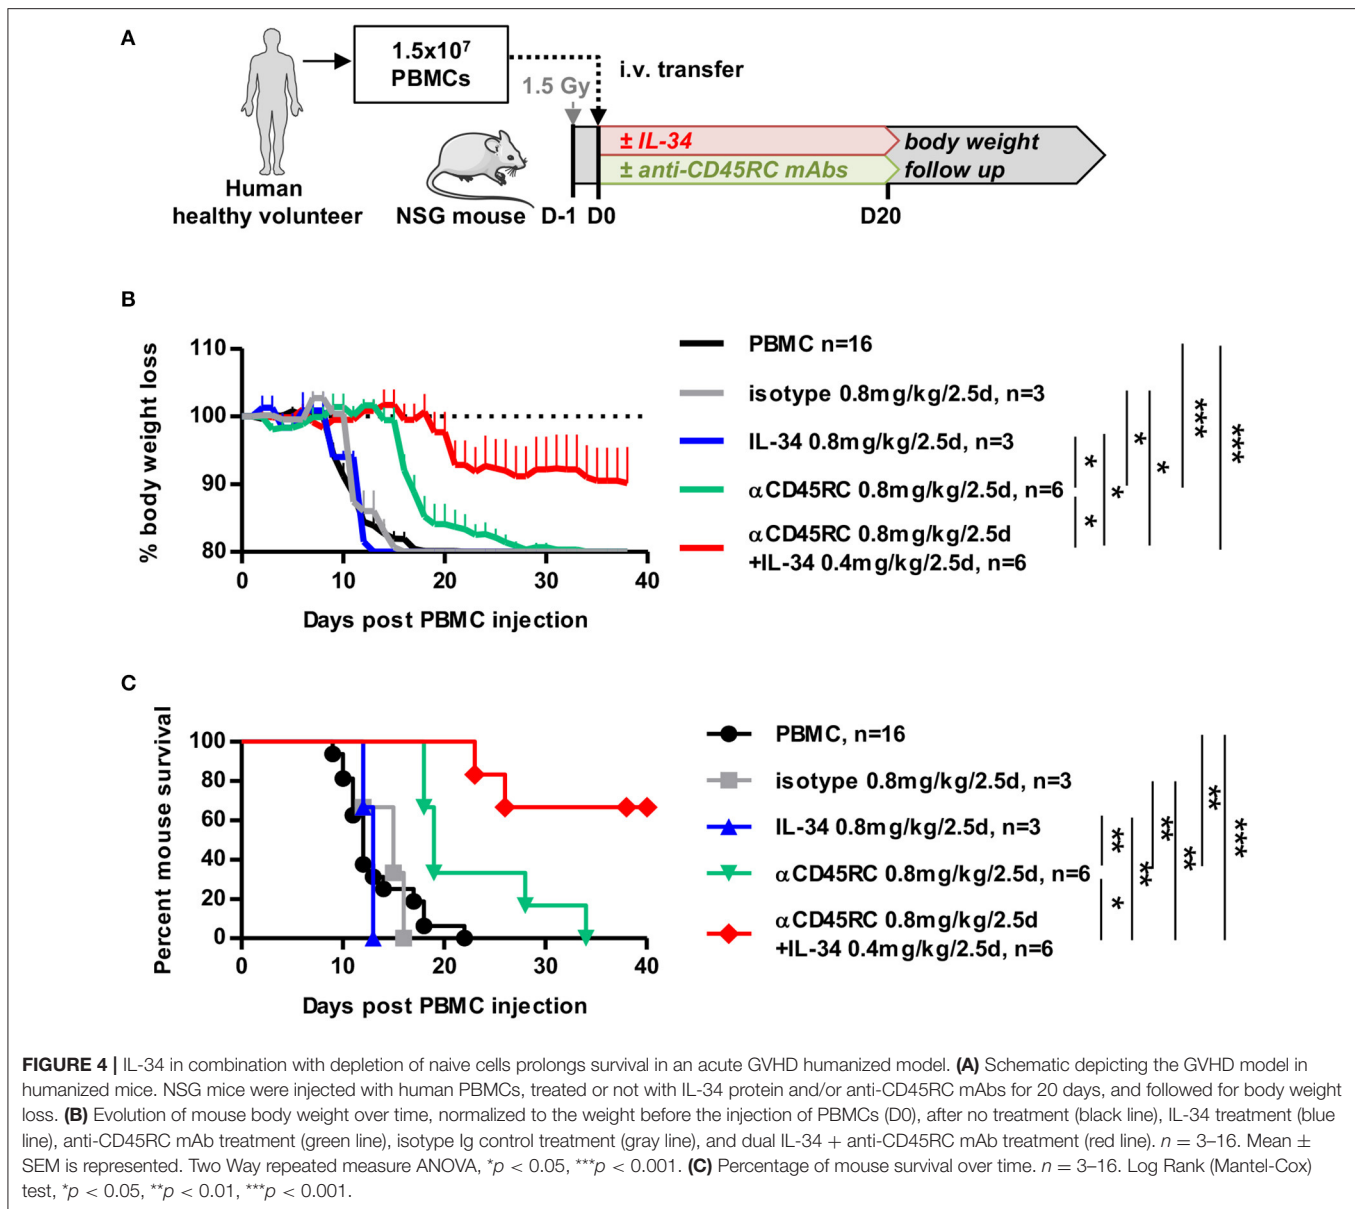 A
1.5x10⁷
PBMCs
i.v. transfer
1.5 Gy
± IL-34
± anti-CD45RC mAbs
body weight
follow up
Human
healthy volunteer
NSG mouse
D-1
D0
D20
B
% body weight loss
110
100
90
80
0
10
20
30
40
Days post PBMC injection
PBMC n=16
isotype 0.8mg/kg/2.5d, n=3
IL-34 0.8mg/kg/2.5d, n=3
αCD45RC 0.8mg/kg/2.5d, n=6
αCD45RC 0.8mg/kg/2.5d
+IL-34 0.4mg/kg/2.5d, n=6
*
*
*
*
*
***
***
C
Percent mouse survival
100
80
60
40
20
0
0
10
20
30
40
Days post PBMC injection
PBMC, n=16
isotype 0.8mg/kg/2.5d, n=3
IL-34 0.8mg/kg/2.5d, n=3
αCD45RC 0.8mg/kg/2.5d, n=6
αCD45RC 0.8mg/kg/2.5d
+IL-34 0.4mg/kg/2.5d, n=6
**
*
**
**
**
**
***
FIGURE 4 | IL-34 in combination with depletion of naive cells prolongs survival in an acute GVHD humanized model. (A) Schematic depicting the GVHD model in
humanized mice. NSG mice were injected with human PBMCs, treated or not with IL-34 protein and/or anti-CD45RC mAbs for 20 days, and followed for body weight
loss. (B) Evolution of mouse body weight over time, normalized to the weight before the injection of PBMCs (D0), after no treatment (black line), IL-34 treatment (blue
line), anti-CD45RC mAb treatment (green line), isotype Ig control treatment (gray line), and dual IL-34 + anti-CD45RC mAb treatment (red line). n = 3–16. Mean ±
SEM is represented. Two Way repeated measure ANOVA, *p < 0.05, ***p < 0.001. (C) Percentage of mouse survival over time. n = 3–16. Log Rank (Mantel-Cox)
test, *p < 0.05, **p < 0.01, ***p < 0.001.